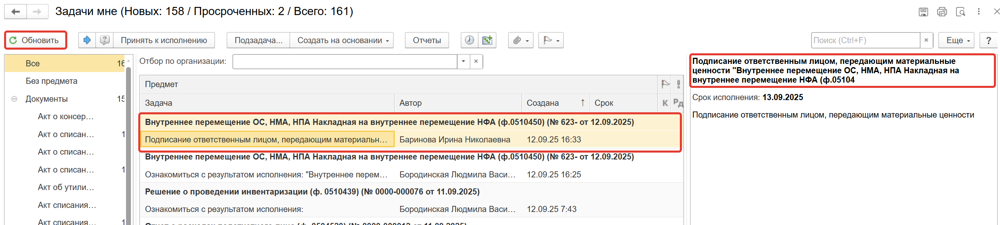 Задачи мне (Новых: 158 / Просроченных: 2 / Всего: 161)
Обновить
Принять к исполнению
Подзадача...
Создать на основании
Отчеты
Поиск (Ctrl+F)
×
Еще
?
Все 16
Без предмета
Документы 15
Акт о консер…
Акт о списан… 1
Акт о списан…
Акт о списан… 1
Акт об утили…
Акт списания…
Акт списания… 1
Отбор по организации:
×
Предмет
Задача Автор Создана ↑ Срок К РД
Внутреннее перемещение ОС, НМА, НПА Накладная на внутреннее перемещение НФА (ф.0510450) (№ 623- от 12.09.2025)
Подписание ответственным лицом, передающим материальн… Баринова Ирина Николаевна 12.09.25 16:33
Внутреннее перемещение ОС, НМА, НПА Накладная на внутреннее перемещение НФА (ф.0510450) (№ 623- от 12.09.2025)
Ознакомиться с результатом исполнения: "Внутреннее перем… Бородинская Людмила Васи… 12.09.25 16:25
Решение о проведении инвентаризации (ф. 0510439) (№ 0000-000076 от 11.09.2025)
Ознакомиться с результатом исполнения: Бородинская Людмила Васи… 12.09.25 7:43
Подписание ответственным лицом, передающим материальные
ценности "Внутреннее перемещение ОС, НМА, НПА Накладная на
внутреннее перемещение НФА (ф.05104
Срок исполнения: 13.09.2025
Подписание ответственным лицом, передающим материальные ценности